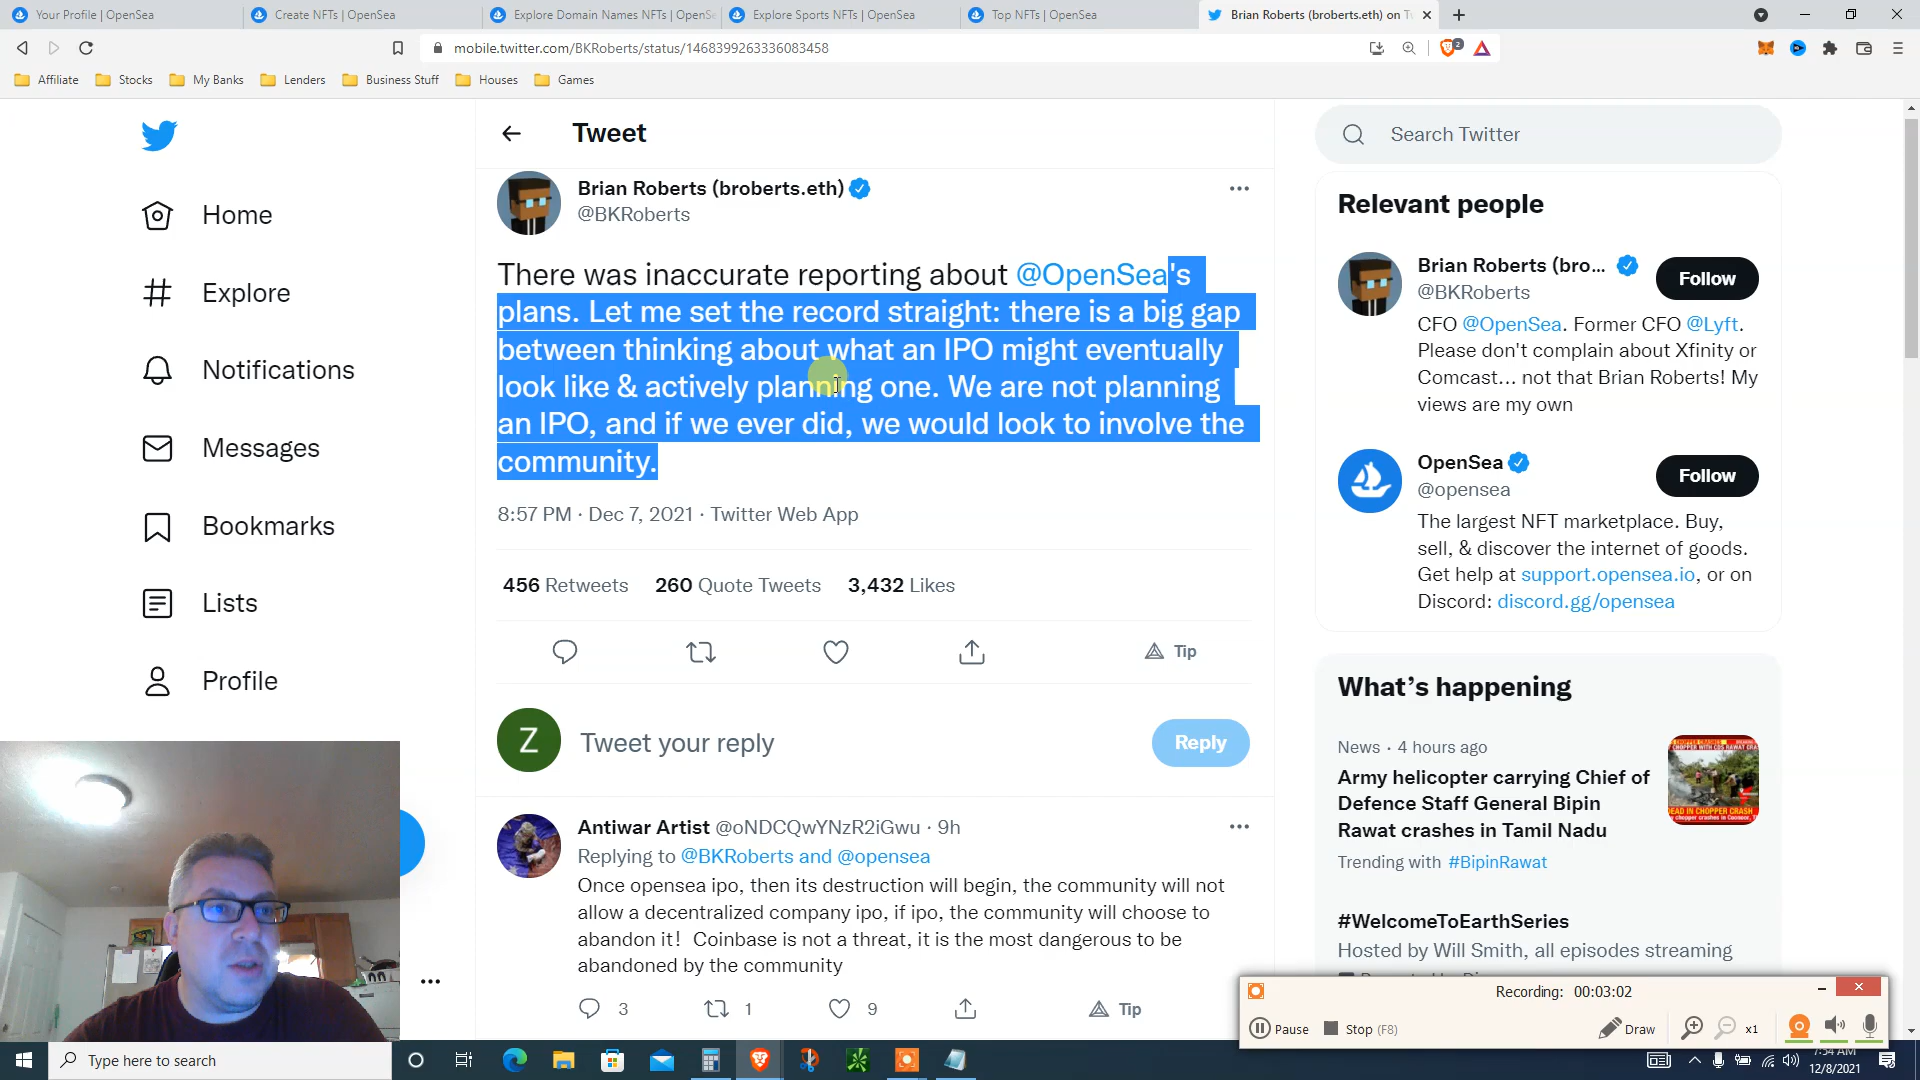 Your Profile | OpenSea
Create NFTs | OpenSea
Explore Domain Names NFTs | OpenS
Explore Sports NFTs | OpenSea
Top NFTs | OpenSea
Brian Roberts (broberts.eth) on T
mobile.twitter.com/BKRoberts/status/1468399263336083458
2
Affiliate
Stocks
My Banks
Lenders
Business Stuff
Houses
Games
Home
Explore
Notifications
Messages
Bookmarks
Lists
Profile
Tweet
Brian Roberts (broberts.eth)
@BKRoberts
There was inaccurate reporting about @OpenSea's
plans. Let me set the record straight: there is a big gap
between thinking about what an IPO might eventually
look like & actively planning one. We are not planning
an IPO, and if we ever did, we would look to involve the
community.
8:57 PM · Dec 7, 2021 · Twitter Web App
456 Retweets 260 Quote Tweets 3,432 Likes
Tip
Z
Tweet your reply
Reply
Antiwar Artist @oNDCQwYNzR2iGwu · 9h
Replying to @BKRoberts and @opensea
Once opensea ipo, then its destruction will begin, the community will not
allow a decentralized company ipo, if ipo, the community will choose to
abandon it! Coinbase is not a threat, it is the most dangerous to be
abandoned by the community
3
1
9
Tip
Search Twitter
Relevant people
Brian Roberts (bro...
@BKRoberts
Follow
CFO @OpenSea. Former CFO @Lyft.
Please don't complain about Xfinity or
Comcast... not that Brian Roberts! My
views are my own
OpenSea
@opensea
Follow
The largest NFT marketplace. Buy,
sell, & discover the internet of goods.
Get help at support.opensea.io, or on
Discord: discord.gg/opensea
What's happening
News · 4 hours ago
Army helicopter carrying Chief of
Defence Staff General Bipin
Rawat crashes in Tamil Nadu
Trending with #BipinRawat
#WelcomeToEarthSeries
Hosted by Will Smith, all episodes streaming
Recording: 00:03:02
Pause
Stop (F8)
Draw
x1
Type here to search
7:54 AM
12/8/2021